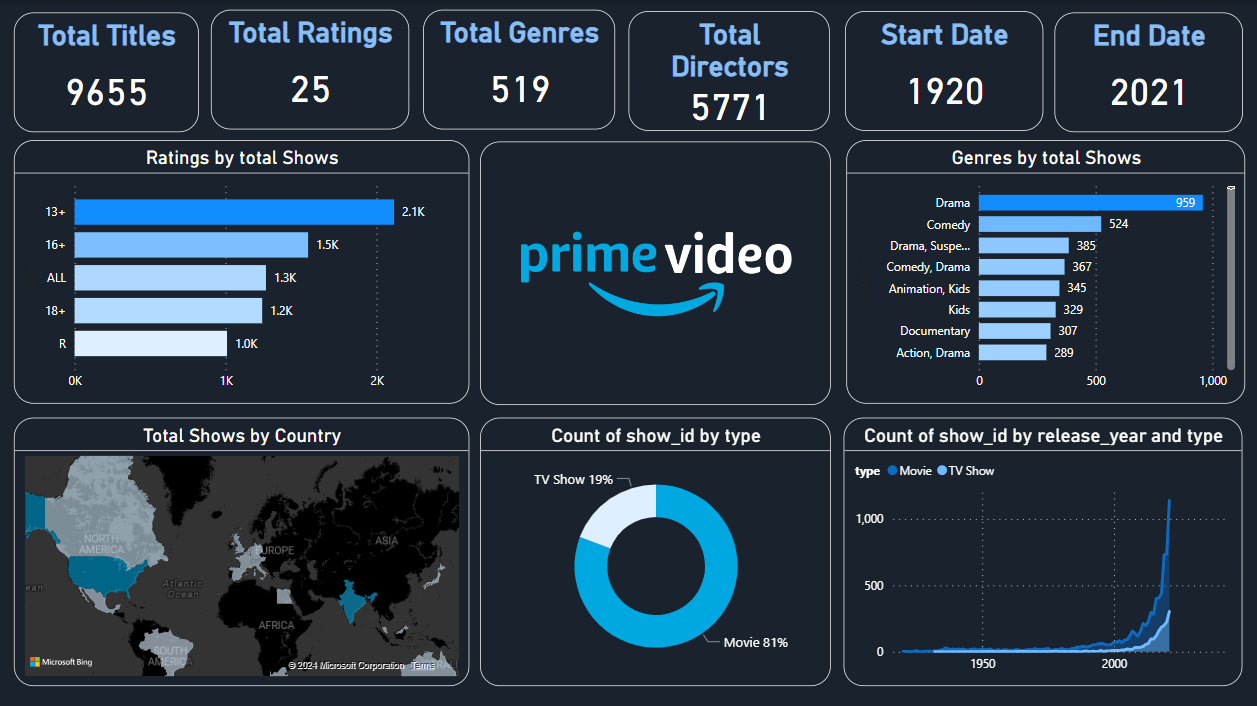 Total Titles
9655
Total Ratings
25
Total Genres
519
Total
Directors
5771
Start Date
1920
End Date
2021
Ratings by total Shows
13+
2.1K
16+
1.5K
ALL
1.3K
18+
1.2K
R
1.0K
0K
1K
2K
prime video
Genres by total Shows
Drama
959
Comedy
524
Drama, Suspe...
385
Comedy, Drama
367
Animation, Kids
345
Kids
329
Documentary
307
Action, Drama
289
0
500
1,000
Total Shows by Country
NORTH
AMERICA
EUROPE
ASIA
Atlantic
Ocean
ean
AFRICA
SOUTH
AMERICA
Microsoft Bing
© 2024 Microsoft Corporation Terms
Count of show_id by type
TV Show 19%
Movie 81%
Count of show_id by release_year and type
type Movie TV Show
1,000
500
0
1950
2000